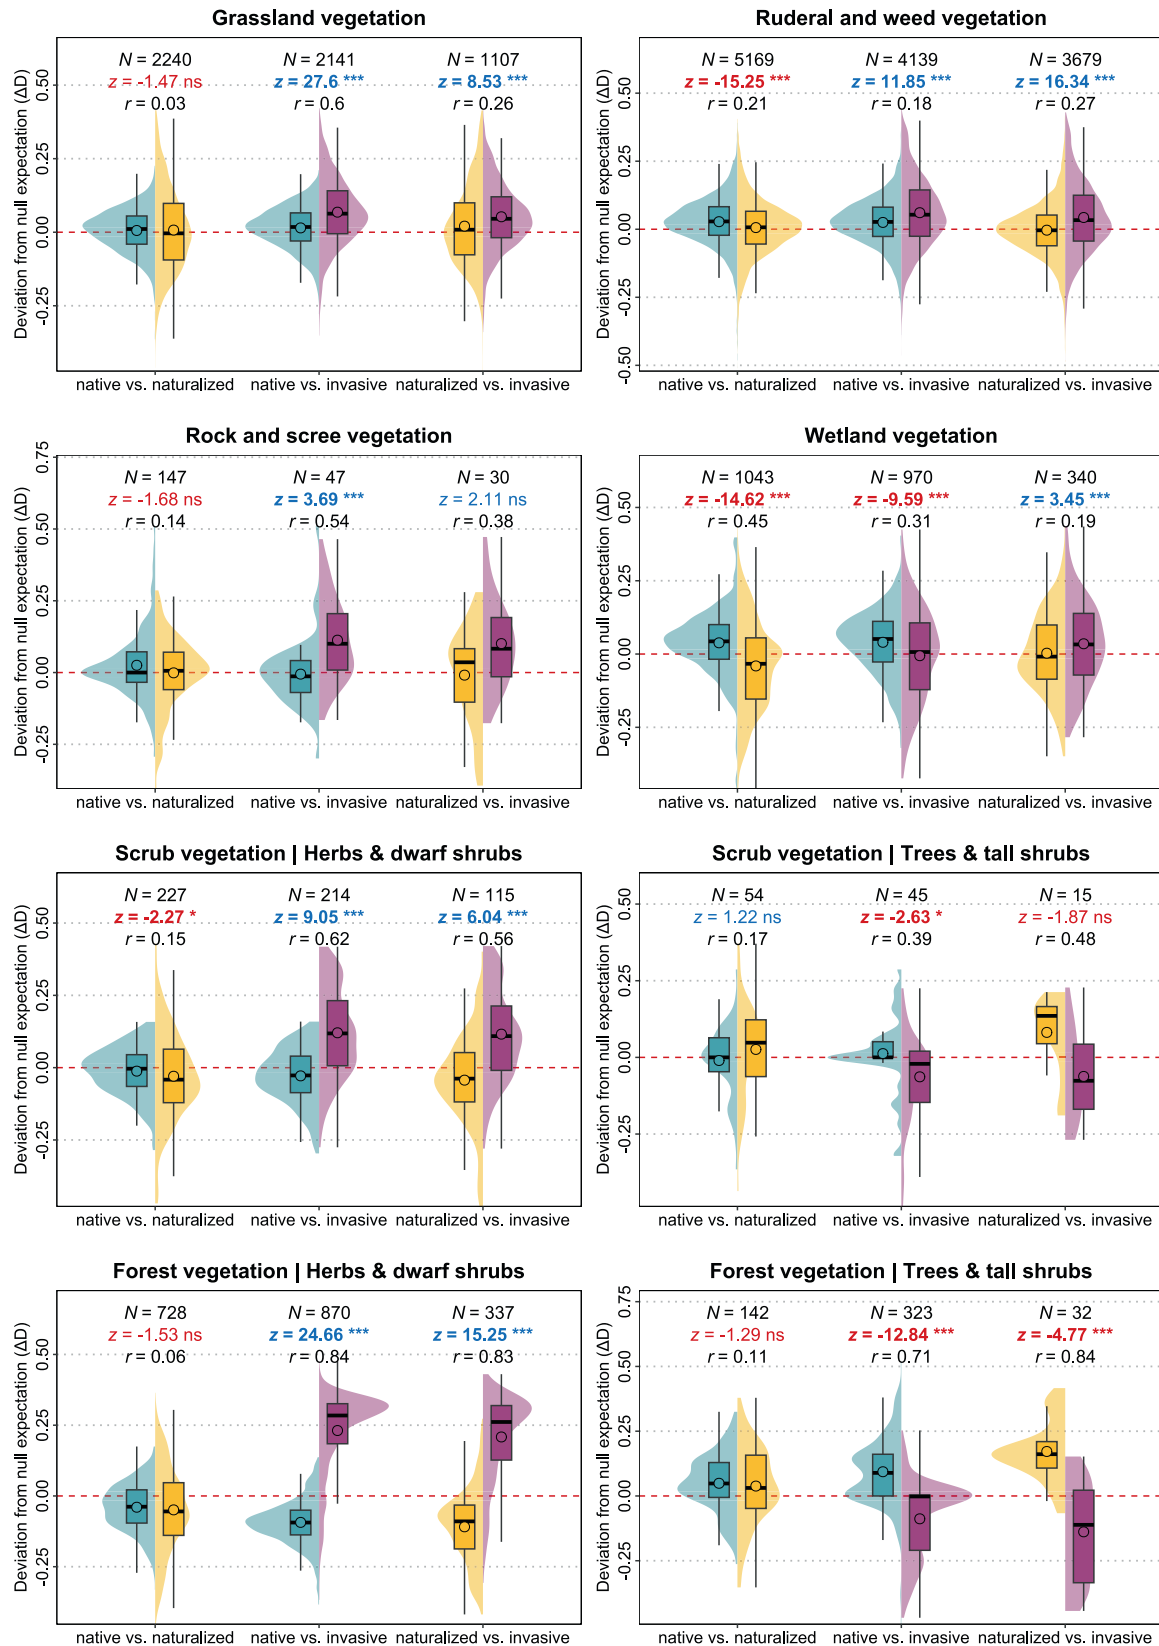 Grassland vegetation
Deviation from null expectation (ΔD)
0.50
0.25
0.00
-0.25
N = 2240
z = -1.47 ns
r = 0.03
N = 2141
z = 27.6 ***
r = 0.6
N = 1107
z = 8.53 ***
r = 0.26
native vs. naturalized
native vs. invasive
naturalized vs. invasive
Ruderal and weed vegetation
Deviation from null expectation (ΔD)
0.50
0.25
0.00
-0.25
-0.50
N = 5169
z = -15.25 ***
r = 0.21
N = 4139
z = 11.85 ***
r = 0.18
N = 3679
z = 16.34 ***
r = 0.27
native vs. naturalized
native vs. invasive
naturalized vs. invasive
Rock and scree vegetation
Deviation from null expectation (ΔD)
0.75
0.50
0.25
0.00
-0.25
N = 147
z = -1.68 ns
r = 0.14
N = 47
z = 3.69 ***
r = 0.54
N = 30
z = 2.11 ns
r = 0.38
native vs. naturalized
native vs. invasive
naturalized vs. invasive
Wetland vegetation
Deviation from null expectation (ΔD)
0.50
0.25
0.00
-0.25
N = 1043
z = -14.62 ***
r = 0.45
N = 970
z = -9.59 ***
r = 0.31
N = 340
z = 3.45 ***
r = 0.19
native vs. naturalized
native vs. invasive
naturalized vs. invasive
Scrub vegetation | Herbs & dwarf shrubs
Deviation from null expectation (ΔD)
0.50
0.25
0.00
-0.25
N = 227
z = -2.27 *
r = 0.15
N = 214
z = 9.05 ***
r = 0.62
N = 115
z = 6.04 ***
r = 0.56
native vs. naturalized
native vs. invasive
naturalized vs. invasive
Scrub vegetation | Trees & tall shrubs
Deviation from null expectation (ΔD)
0.50
0.25
0.00
-0.25
N = 54
z = 1.22 ns
r = 0.17
N = 45
z = -2.63 *
r = 0.39
N = 15
z = -1.87 ns
r = 0.48
native vs. naturalized
native vs. invasive
naturalized vs. invasive
Forest vegetation | Herbs & dwarf shrubs
Deviation from null expectation (ΔD)
0.50
0.25
0.00
-0.25
N = 728
z = -1.53 ns
r = 0.06
N = 870
z = 24.66 ***
r = 0.84
N = 337
z = 15.25 ***
r = 0.83
native vs. naturalized
native vs. invasive
naturalized vs. invasive
Forest vegetation | Trees & tall shrubs
Deviation from null expectation (ΔD)
0.75
0.50
0.25
0.00
-0.25
N = 142
z = -1.29 ns
r = 0.11
N = 323
z = -12.84 ***
r = 0.71
N = 32
z = -4.77 ***
r = 0.84
native vs. naturalized
native vs. invasive
naturalized vs. invasive